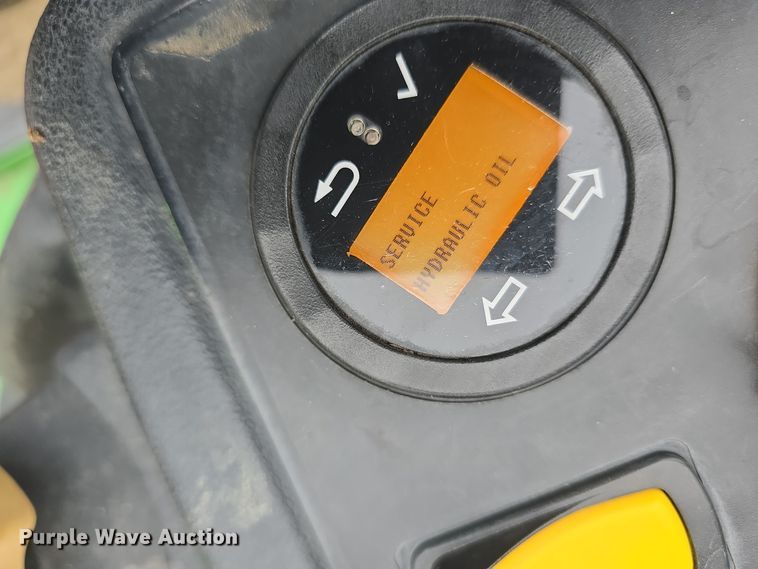 SERVICE
HYDRAULIC OIL
Purple Wave Auction